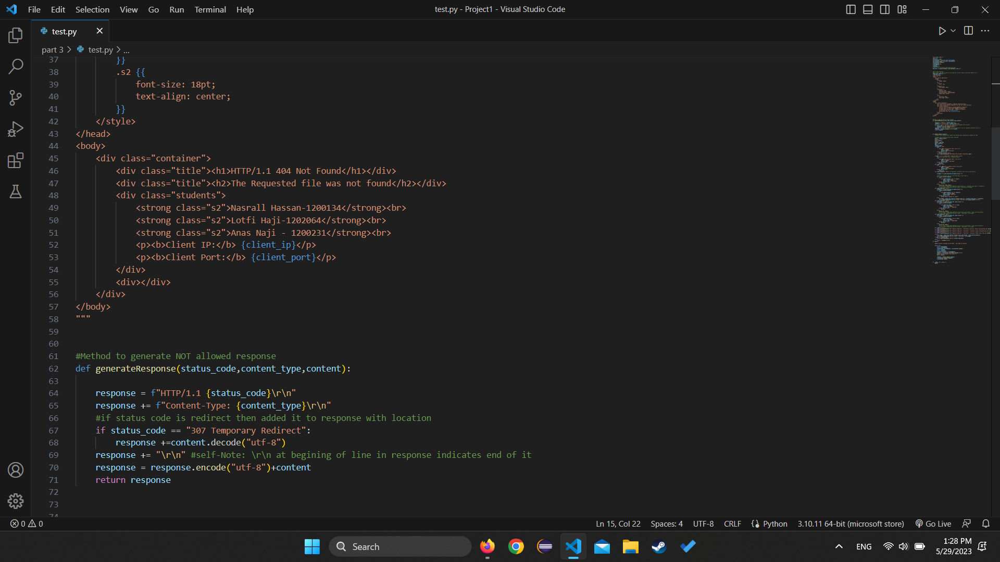 File Edit Selection View Go Run Terminal Help
test.py - Project1 - Visual Studio Code
test.py
part 3 > test.py > ...
37 }}
38 .s2 {{
39 font-size: 18pt;
40 text-align: center;
41 }}
42 </style>
43 </head>
44 <body>
45 <div class="container">
46 <div class="title"><h1>HTTP/1.1 404 Not Found</h1></div>
47 <div class="title"><h2>The Requested file was not found</h2></div>
48 <div class="students">
49 <strong class="s2">Nasrall Hassan-1200134</strong><br>
50 <strong class="s2">Lotfi Haji-1202064</strong><br>
51 <strong class="s2">Anas Naji - 1200231</strong><br>
52 <p><b>Client IP:</b> {client_ip}</p>
53 <p><b>Client Port:</b> {client_port}</p>
54 </div>
55 <div></div>
56 </div>
57 </body>
58 """
59
60
61 #Method to generate NOT allowed response
62 def generateResponse(status_code,content_type,content):
63
64 response = f"HTTP/1.1 {status_code}\r\n"
65 response += f"Content-Type: {content_type}\r\n"
66 #if status code is redirect then added it to response with location
67 if status_code == "307 Temporary Redirect":
68 response +=content.decode("utf-8")
69 response += "\r\n" #self-Note: \r\n at begining of line in response indicates end of it
70 response = response.encode("utf-8")+content
71 return response
72
73
74
0 0
Ln 15, Col 22 Spaces: 4 UTF-8 CRLF Python 3.10.11 64-bit (microsoft store) Go Live
Search
ENG
1:28 PM
5/29/2023